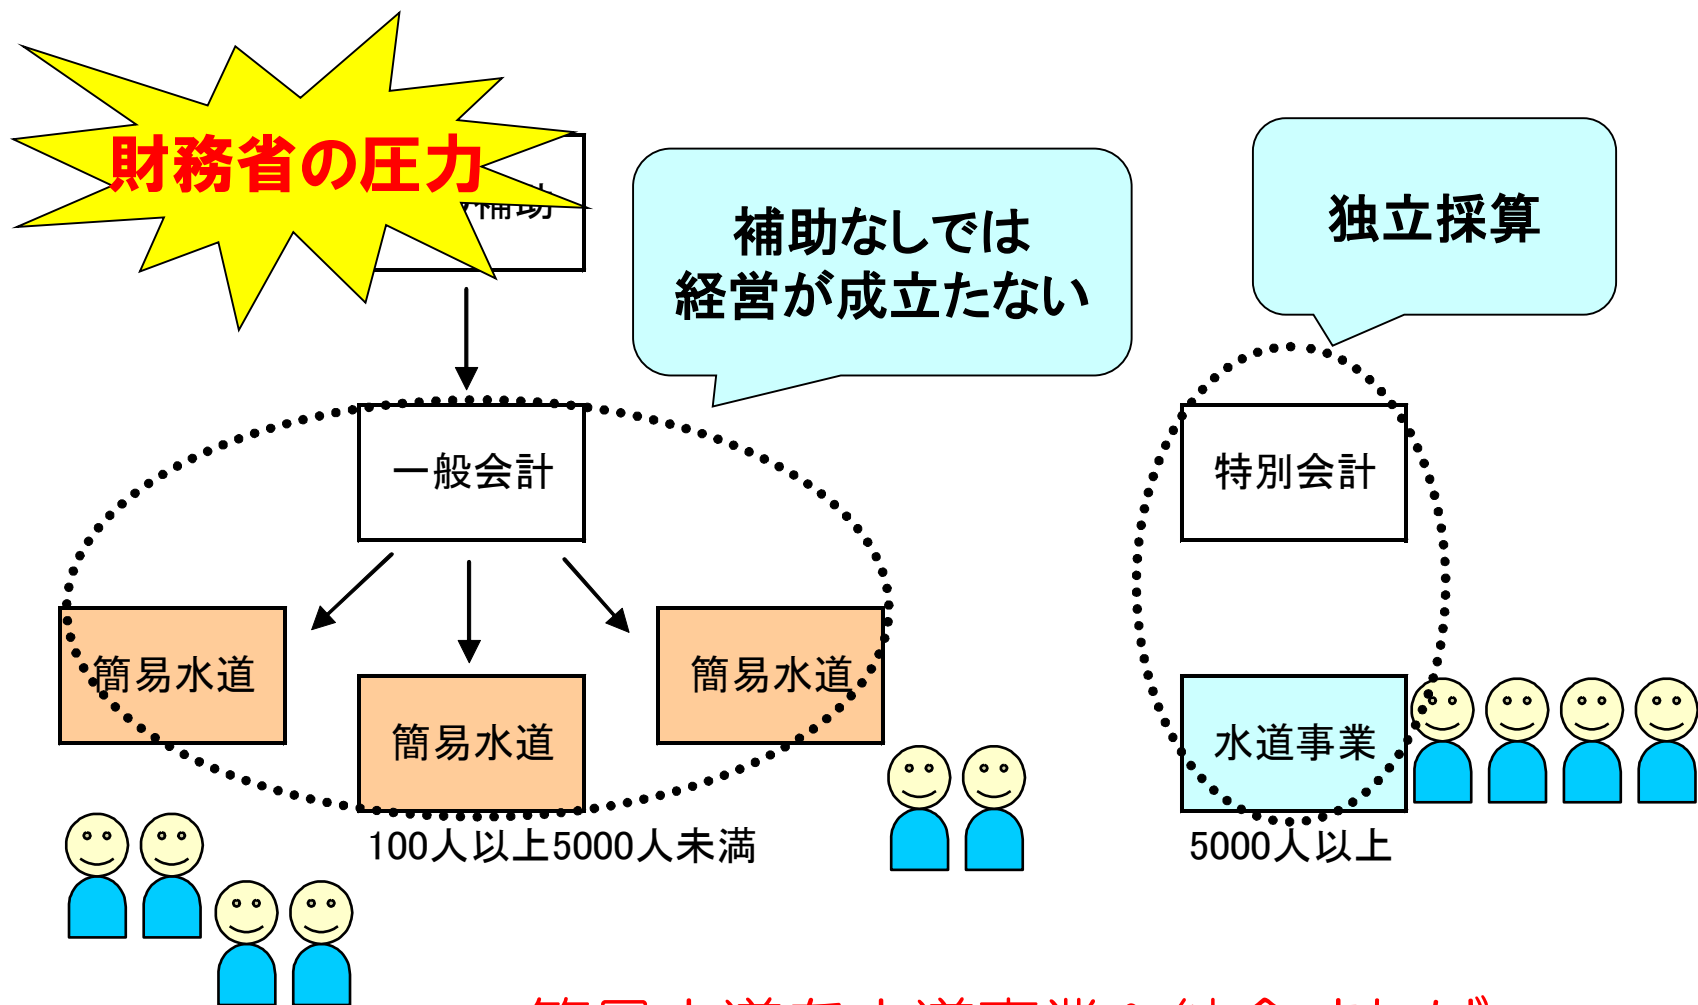 財務省の圧力
補助
補助なしでは
経営が成立たない
独立採算
一般会計
特別会計
簡易水道
簡易水道
簡易水道
水道事業
100人以上5000人未満
5000人以上